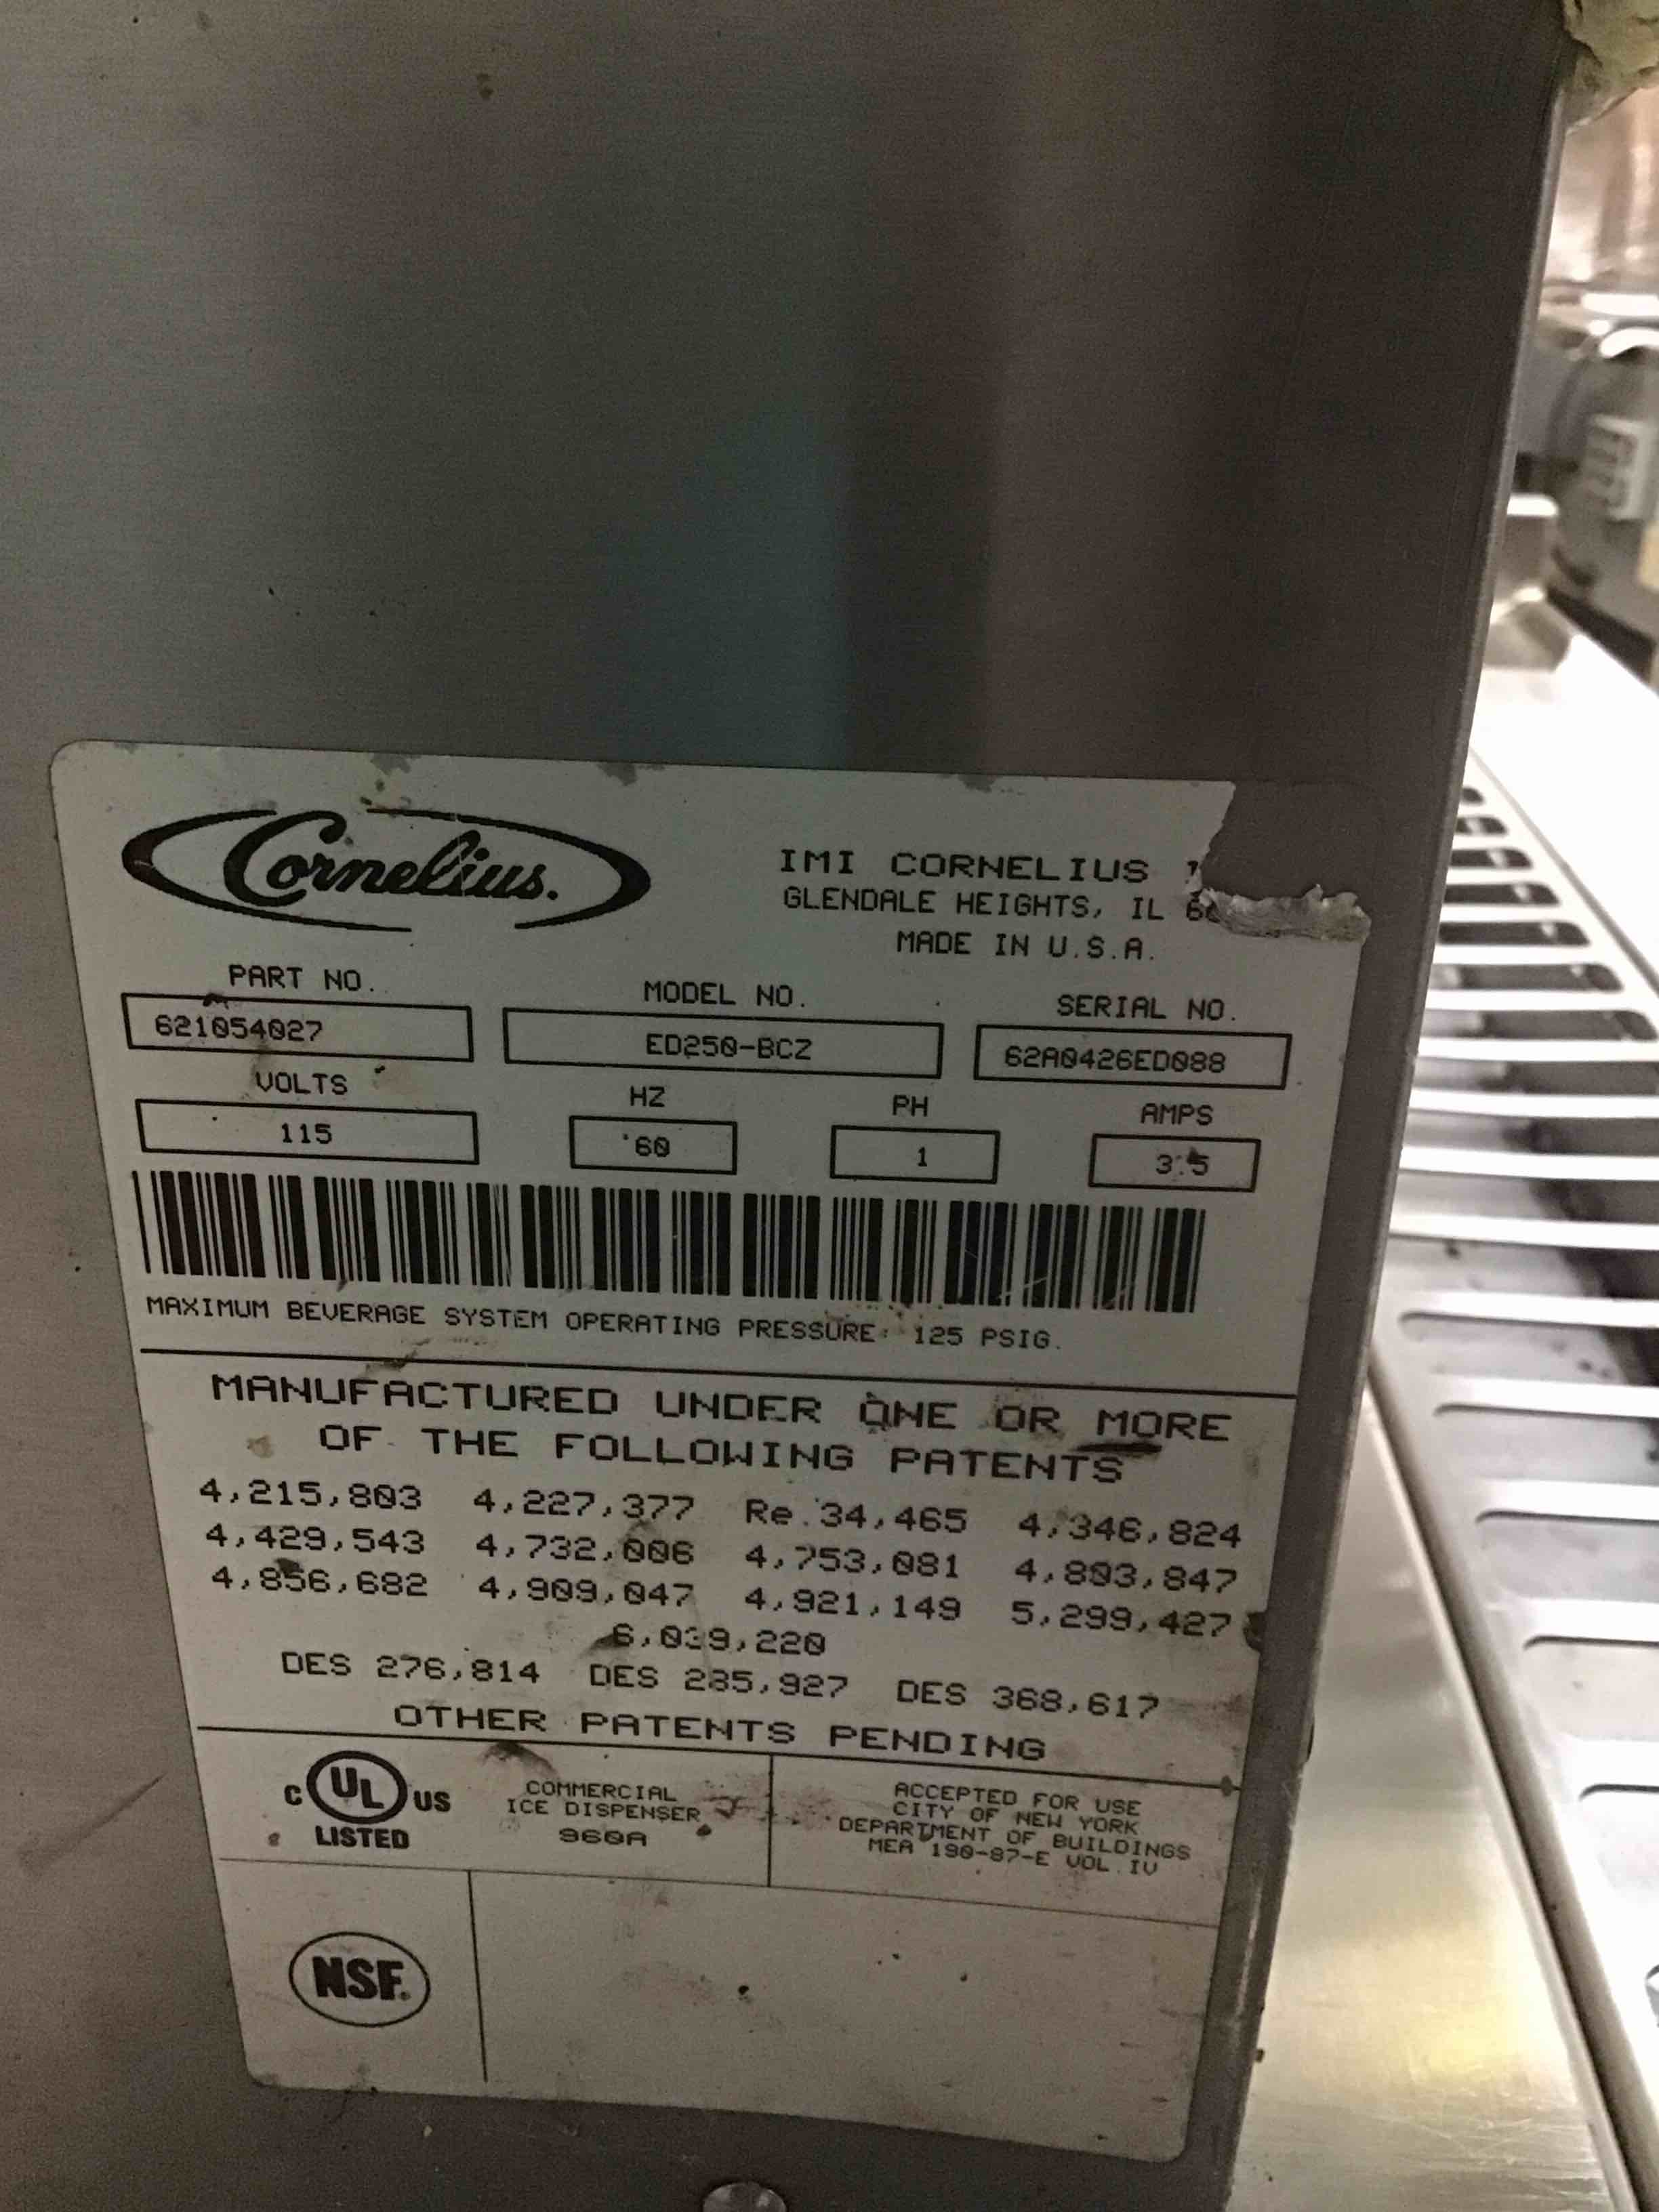 Cornelius.
IMI CORNELIUS
GLENDALE HEIGHTS, IL
MADE IN U.S.A.
PART NO. MODEL NO. SERIAL NO.
621054027 ED250-BCZ 62A0426ED088
VOLTS HZ PH AMPS
115 60 1 3.5
MAXIMUM BEVERAGE SYSTEM OPERATING PRESSURE: 125 PSIG.
MANUFACTURED UNDER ONE OR MORE
OF THE FOLLOWING PATENTS
4,215,803 4,227,377 Re.34,465 4,346,824
4,429,543 4,732,006 4,753,081 4,803,847
4,856,682 4,909,047 4,921,149 5,299,427
6,039,220
DES 276,814 DES 285,927 DES 368,617
OTHER PATENTS PENDING
C UL US
LISTED
COMMERCIAL
ICE DISPENSER
960A
ACCEPTED FOR USE
CITY OF NEW YORK
DEPARTMENT OF BUILDINGS
MEA 190-87-E VOL.IV
NSF.